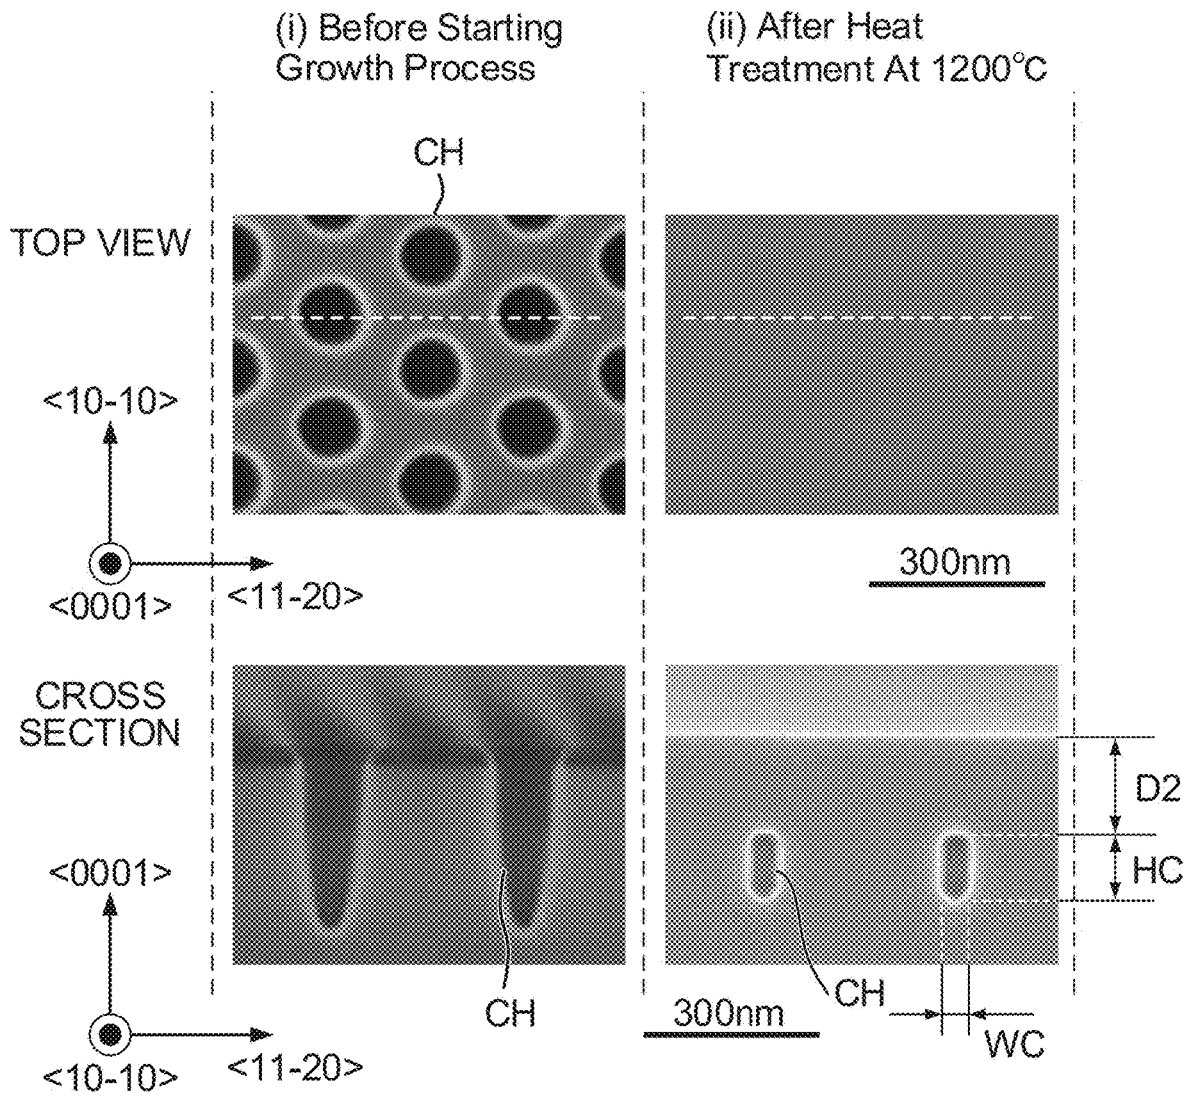 (i) Before Starting
Growth Process
(ii) After Heat
Treatment At 1200°C
CH
TOP VIEW
<10-10>
<0001>
<11-20>
300nm
CROSS
SECTION
D2
HC
<0001>
CH
CH
300nm
WC
<10-10>
<11-20>